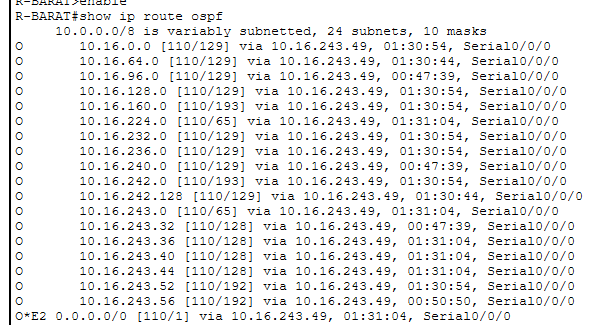 R-BARAT>enable
R-BARAT#show ip route ospf
10.0.0.0/8 is variably subnetted, 24 subnets, 10 masks
O 10.16.0.0 [110/129] via 10.16.243.49, 01:30:54, Serial0/0/0
O 10.16.64.0 [110/129] via 10.16.243.49, 01:30:44, Serial0/0/0
O 10.16.96.0 [110/129] via 10.16.243.49, 00:47:39, Serial0/0/0
O 10.16.128.0 [110/129] via 10.16.243.49, 01:30:54, Serial0/0/0
O 10.16.160.0 [110/193] via 10.16.243.49, 01:30:54, Serial0/0/0
O 10.16.224.0 [110/65] via 10.16.243.49, 01:31:04, Serial0/0/0
O 10.16.232.0 [110/129] via 10.16.243.49, 01:30:54, Serial0/0/0
O 10.16.236.0 [110/129] via 10.16.243.49, 01:30:54, Serial0/0/0
O 10.16.240.0 [110/129] via 10.16.243.49, 00:47:39, Serial0/0/0
O 10.16.242.0 [110/193] via 10.16.243.49, 01:30:54, Serial0/0/0
O 10.16.242.128 [110/129] via 10.16.243.49, 01:30:44, Serial0/0/0
O 10.16.243.0 [110/65] via 10.16.243.49, 01:31:04, Serial0/0/0
O 10.16.243.32 [110/128] via 10.16.243.49, 00:47:39, Serial0/0/0
O 10.16.243.36 [110/128] via 10.16.243.49, 01:31:04, Serial0/0/0
O 10.16.243.40 [110/128] via 10.16.243.49, 01:31:04, Serial0/0/0
O 10.16.243.44 [110/128] via 10.16.243.49, 01:31:04, Serial0/0/0
O 10.16.243.52 [110/192] via 10.16.243.49, 01:30:54, Serial0/0/0
O 10.16.243.56 [110/192] via 10.16.243.49, 00:50:50, Serial0/0/0
O*E2 0.0.0.0/0 [110/1] via 10.16.243.49, 01:31:04, Serial0/0/0